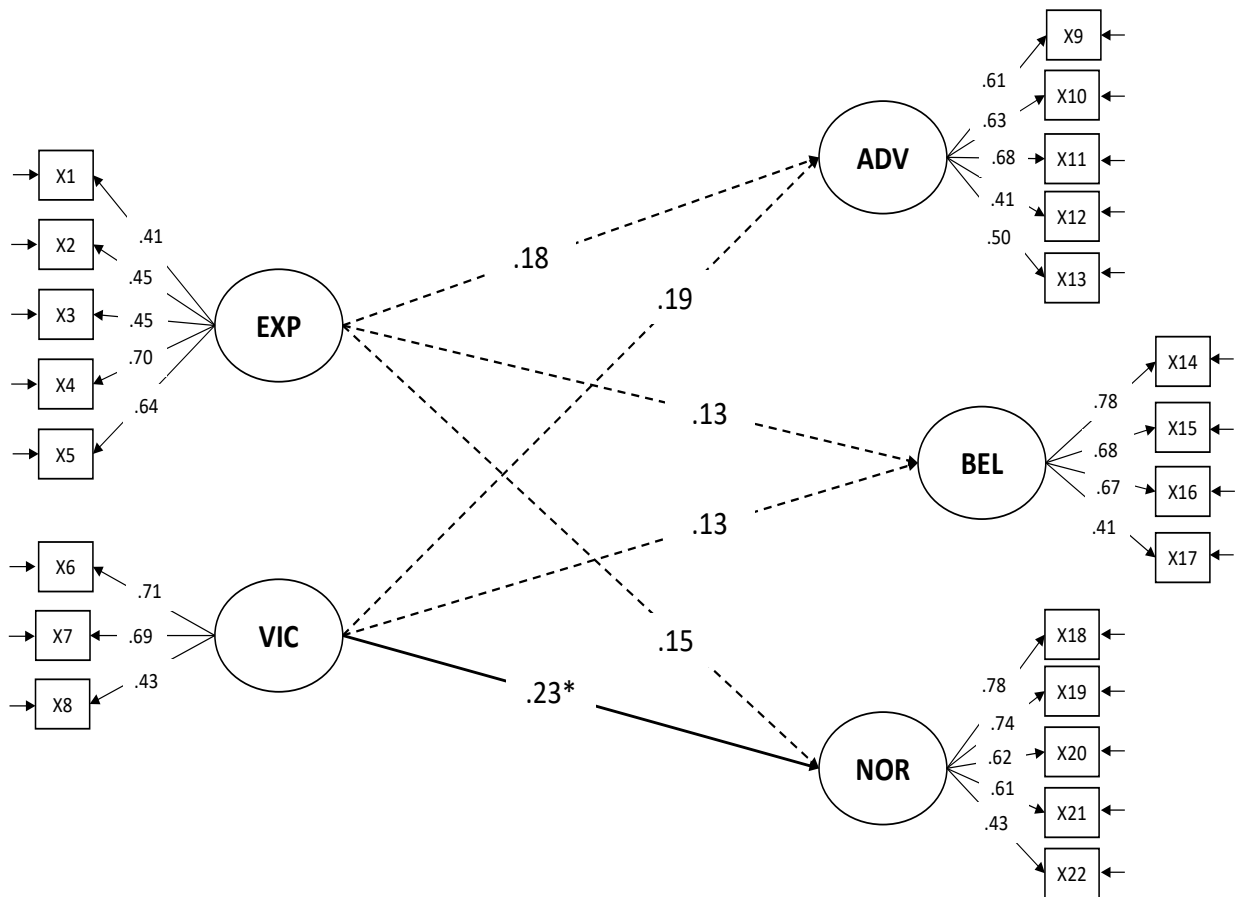 X1
X2
X3
X4
X5
.41
.45
.45
.70
.64
EXP
X6
X7
X8
.71
.69
.43
VIC
.18
.19
.13
.13
.15
.23*
ADV
.61
.63
.68
.41
.50
X9
X10
X11
X12
X13
BEL
.78
.68
.67
.41
X14
X15
X16
X17
NOR
.78
.74
.62
.61
.43
X18
X19
X20
X21
X22